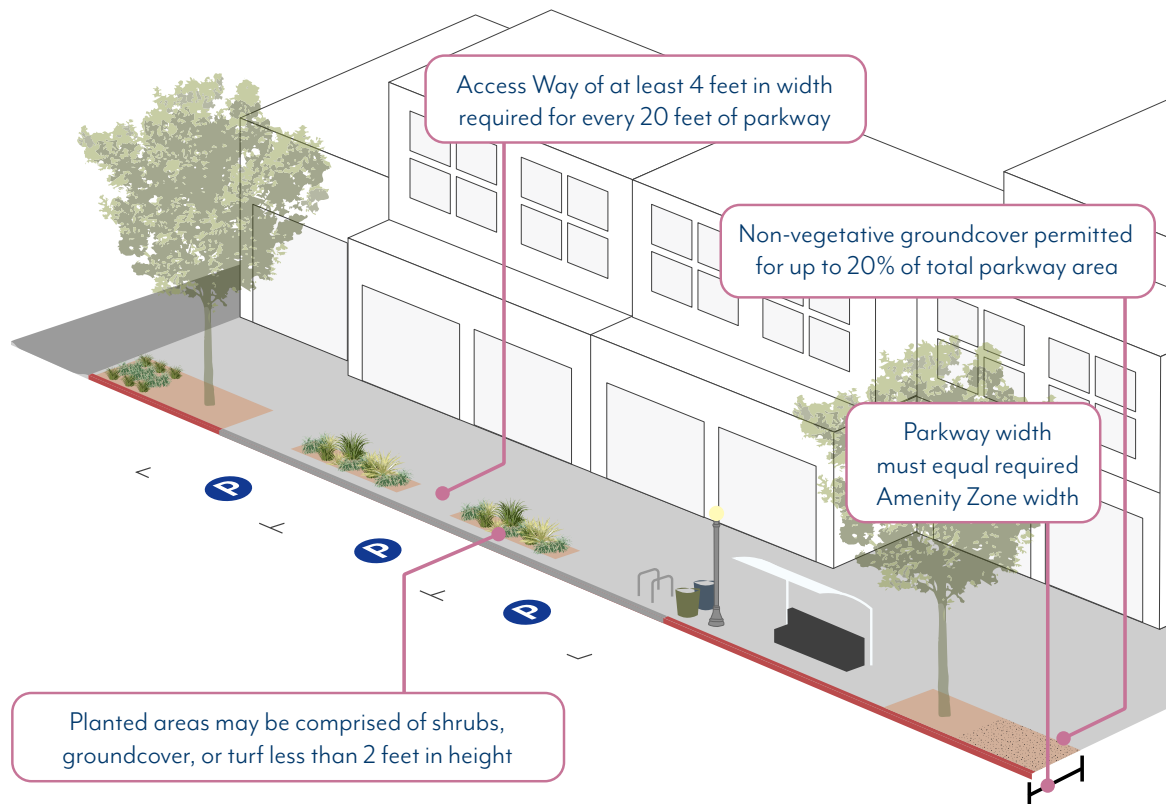 Access Way of at least 4 feet in width
required for every 20 feet of parkway
Non-vegetative groundcover permitted
for up to 20% of total parkway area
Parkway width
must equal required
Amenity Zone width
P
P
P
Planted areas may be comprised of shrubs,
groundcover, or turf less than 2 feet in height